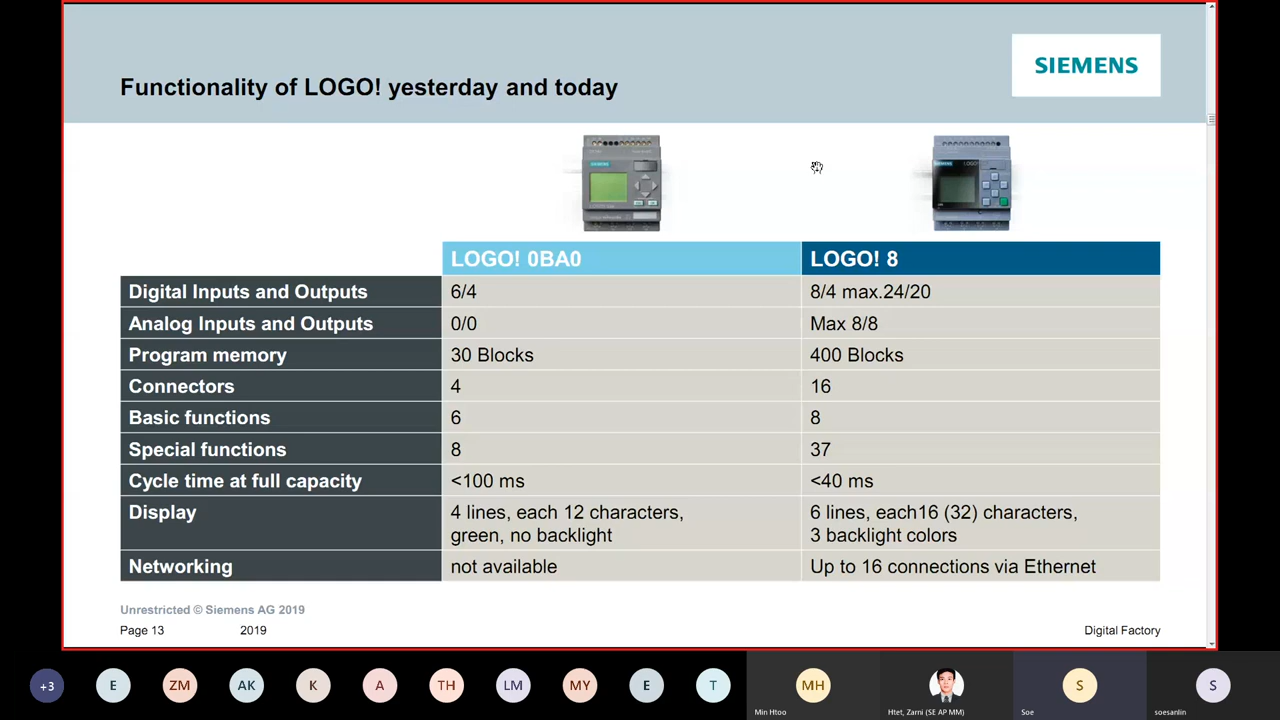 SIEMENS
Functionality of LOGO! yesterday and today
LOGO! 0BA0 LOGO! 8
Digital Inputs and Outputs 6/4 8/4 max.24/20
Analog Inputs and Outputs 0/0 Max 8/8
Program memory 30 Blocks 400 Blocks
Connectors 4 16
Basic functions 6 8
Special functions 8 37
Cycle time at full capacity <100 ms <40 ms
Display 4 lines, each 12 characters, 6 lines, each16 (32) characters,
green, no backlight 3 backlight colors
Networking not available Up to 16 connections via Ethernet
Unrestricted © Siemens AG 2019
Page 13 2019 Digital Factory
+3 E ZM AK K A TH LM MY E T MH S S
Min Htoo Htet, Zarni (SE AP MM) Soe soesanlin